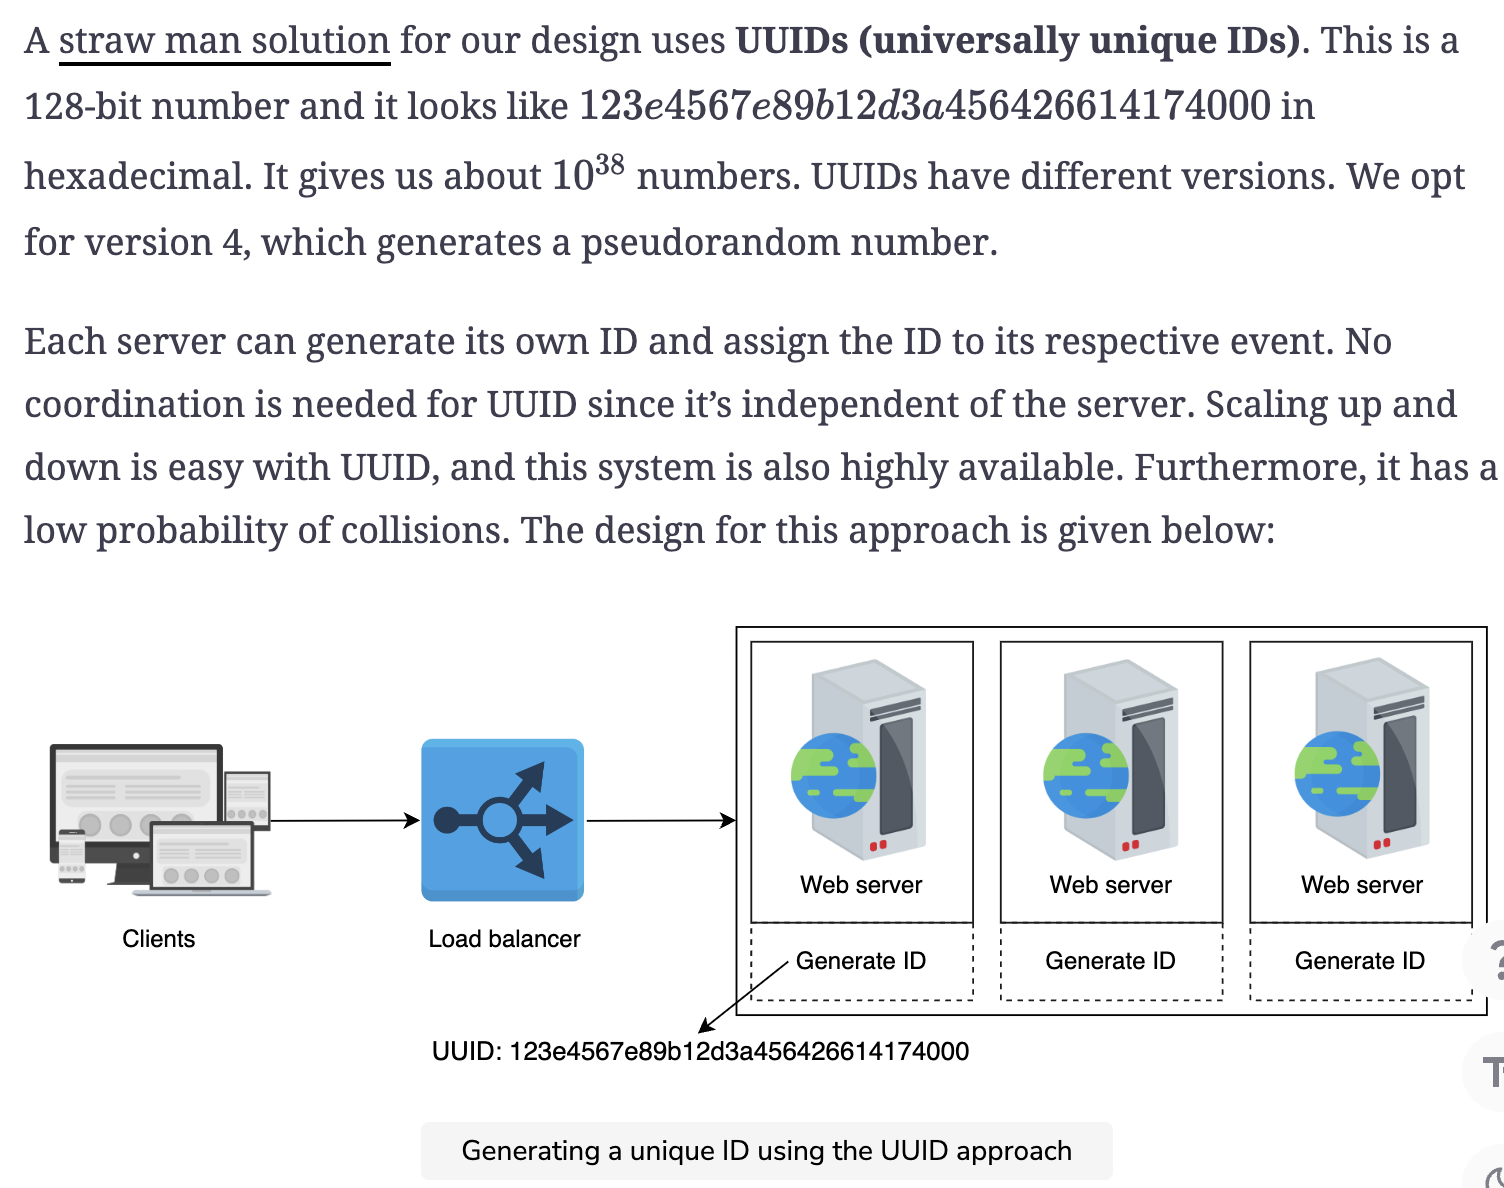 A straw man solution for our design uses UUIDs (universally unique IDs). This is a
128-bit number and it looks like 123e4567e89b12d3a456426614174000 in
hexadecimal. It gives us about 10^38 numbers. UUIDs have different versions. We opt
for version 4, which generates a pseudorandom number.
Each server can generate its own ID and assign the ID to its respective event. No
coordination is needed for UUID since it’s independent of the server. Scaling up and
down is easy with UUID, and this system is also highly available. Furthermore, it has a
low probability of collisions. The design for this approach is given below:
Web server
Web server
Web server
Clients
Load balancer
Generate ID
Generate ID
Generate ID
?
UUID: 123e4567e89b12d3a456426614174000
Generating a unique ID using the UUID approach